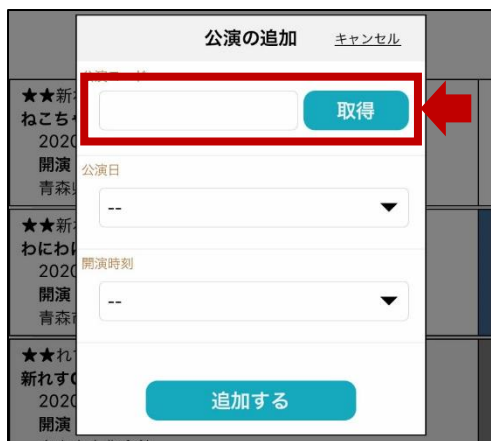 公演の追加 キャンセル
取得
★★新
ねこち
2020
開演
青森
公演日
--
★★新
わにわ
2020
開演
青森
開演時刻
--
★★れ
新れす
2020
開演
追加する